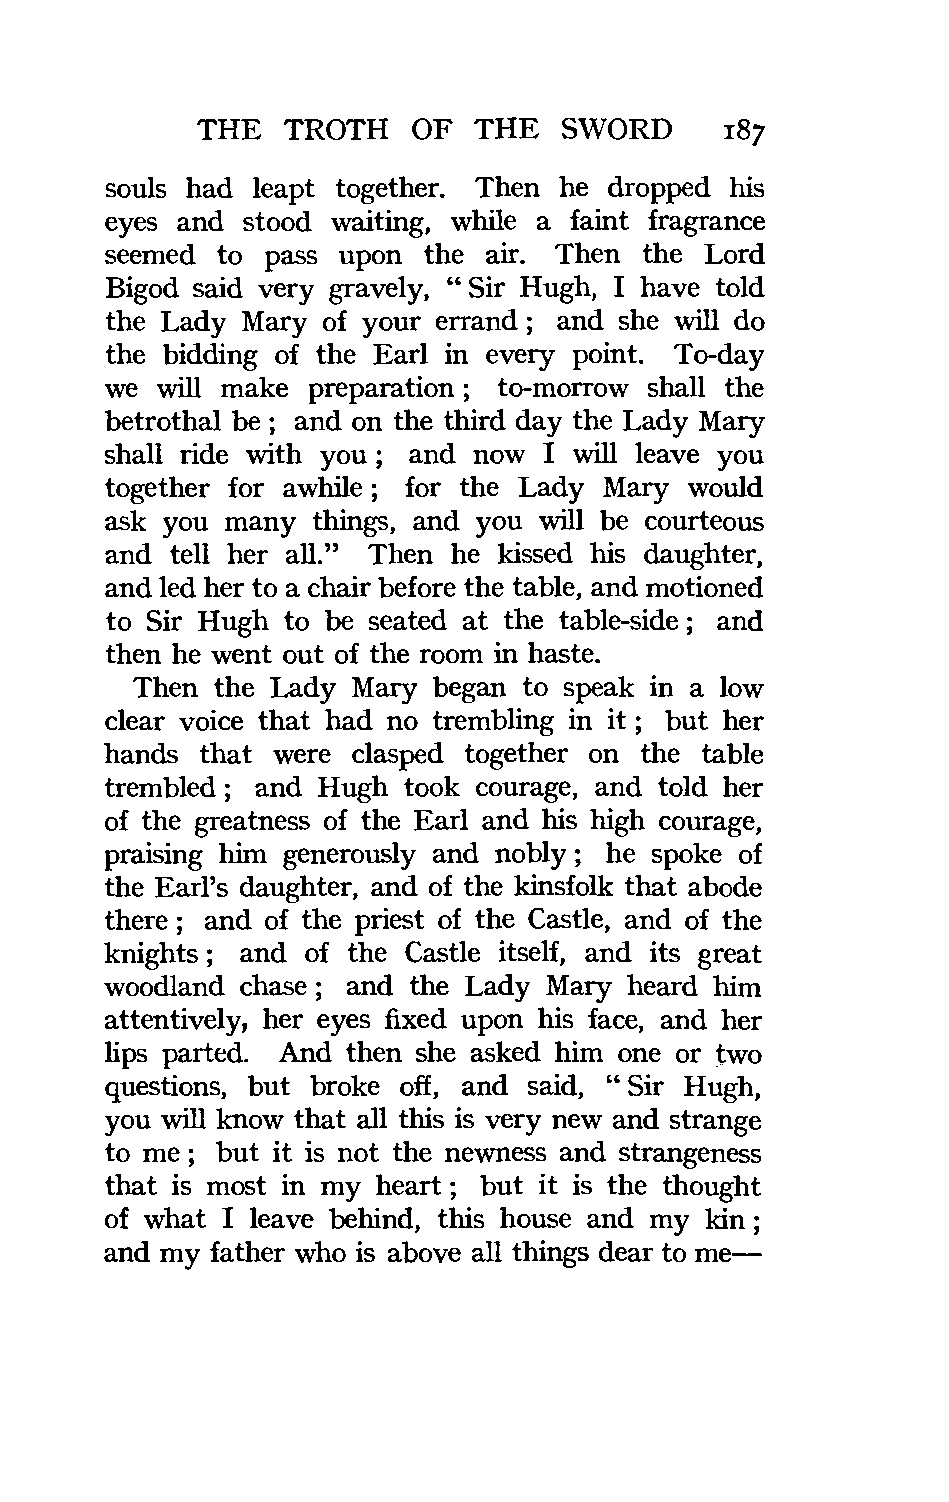 THE TROTH OF THE SWORD 187
souls had leapt together. Then he dropped his
eyes and stood waiting, while a faint fragrance
seemed to pass upon the air. Then the Lord
Bigod said very gravely, “ Sir Hugh, I have told
the Lady Mary of your errand ; and she will do
the bidding of the Earl in every point. To-day
we will make preparation ; to-morrow shall the
betrothal be ; and on the third day the Lady Mary
shall ride with you ; and now I will leave you
together for awhile ; for the Lady Mary would
ask you many things, and you will be courteous
and tell her all.” Then he kissed his daughter,
and led her to a chair before the table, and motioned
to Sir Hugh to be seated at the table-side ; and
then he went out of the room in haste.
Then the Lady Mary began to speak in a low
clear voice that had no trembling in it ; but her
hands that were clasped together on the table
trembled ; and Hugh took courage, and told her
of the greatness of the Earl and his high courage,
praising him generously and nobly ; he spoke of
the Earl’s daughter, and of the kinsfolk that abode
there ; and of the priest of the Castle, and of the
knights ; and of the Castle itself, and its great
woodland chase ; and the Lady Mary heard him
attentively, her eyes fixed upon his face, and her
lips parted. And then she asked him one or two
questions, but broke off, and said, “ Sir Hugh,
you will know that all this is very new and strange
to me ; but it is not the newness and strangeness
that is most in my heart ; but it is the thought
of what I leave behind, this house and my kin ;
and my father who is above all things dear to me—